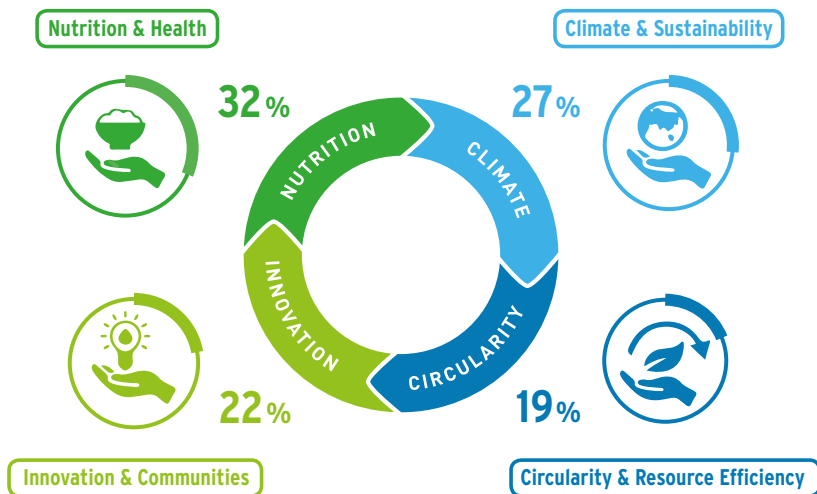 Nutrition & Health
Climate & Sustainability
32%
27%
NUTRITION
CLIMATE
INNOVATION
CIRCULARITY
22%
19%
Innovation & Communities
Circularity & Resource Efficiency